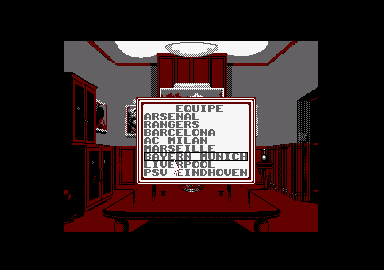 EQUIPE
ARSENAL
RANGERS
BARCELONA
AC MILAN
MARSEILLE
BAYERN MUNICH
LIVERPOOL
PSV EINDHOVEN